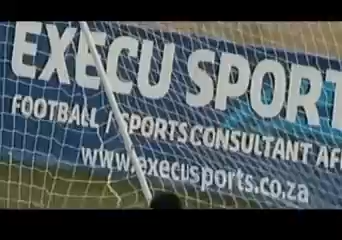 EXECU SPORT
FOOTBALL / SPORTS CONSULTANT
www.execusports.co.za